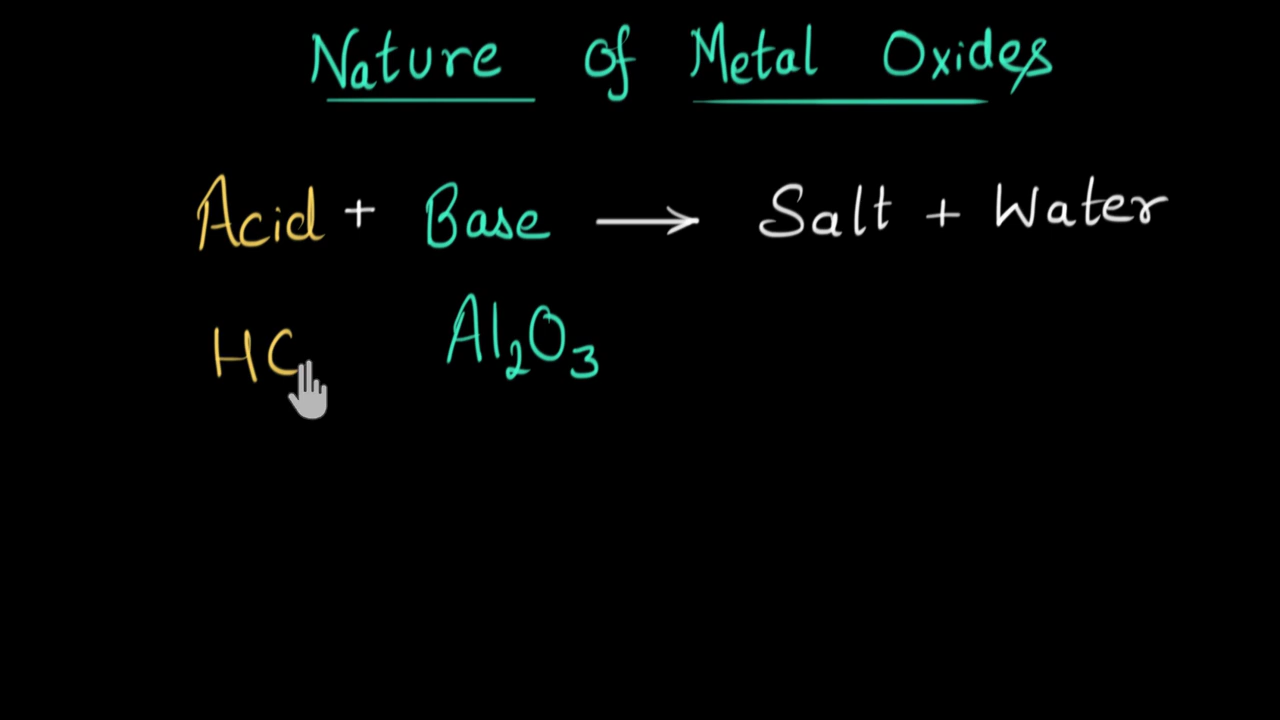 Nature of Metal Oxides
Acid + Base → Salt + Water
HC Al₂O₃